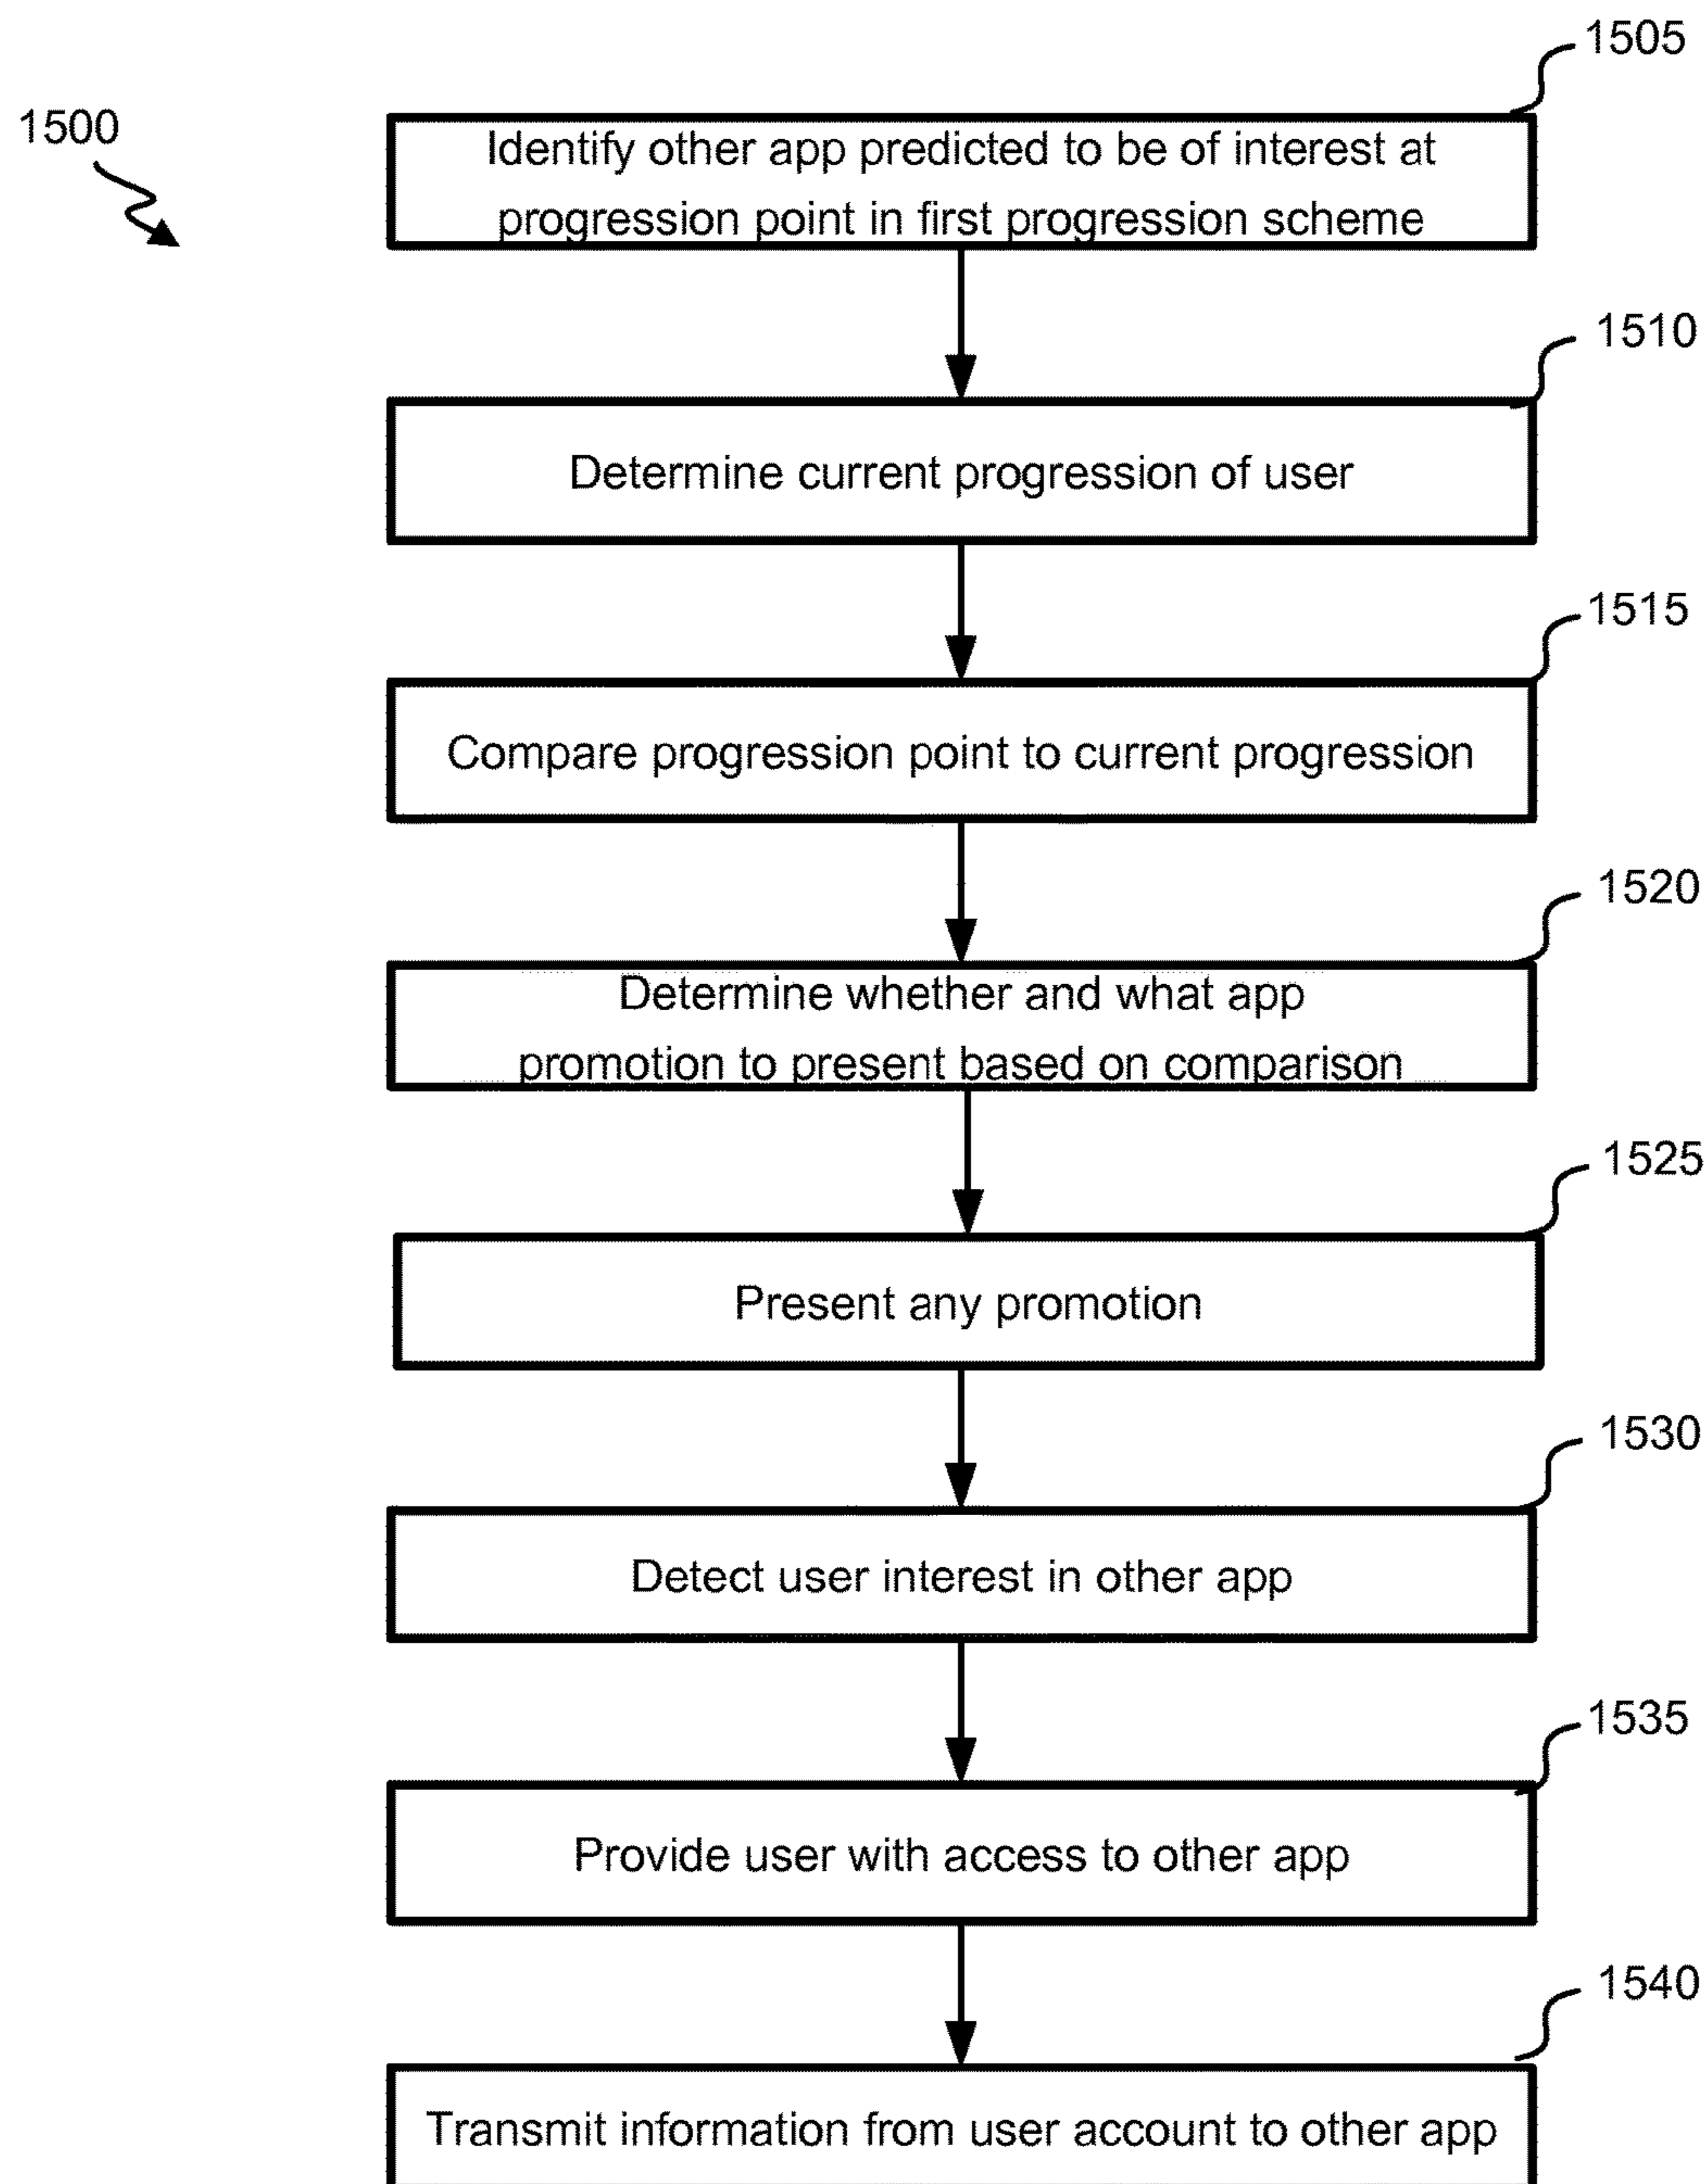 1505
1500
Identify other app predicted to be of interest at
progression point in first progression scheme
1510
Determine current progression of user
1515
Compare progression point to current progression
1520
Determine whether and what app
promotion to present based on comparison
1525
Present any promotion
1530
Detect user interest in other app
1535
Provide user with access to other app
1540
Transmit information from user account to other app